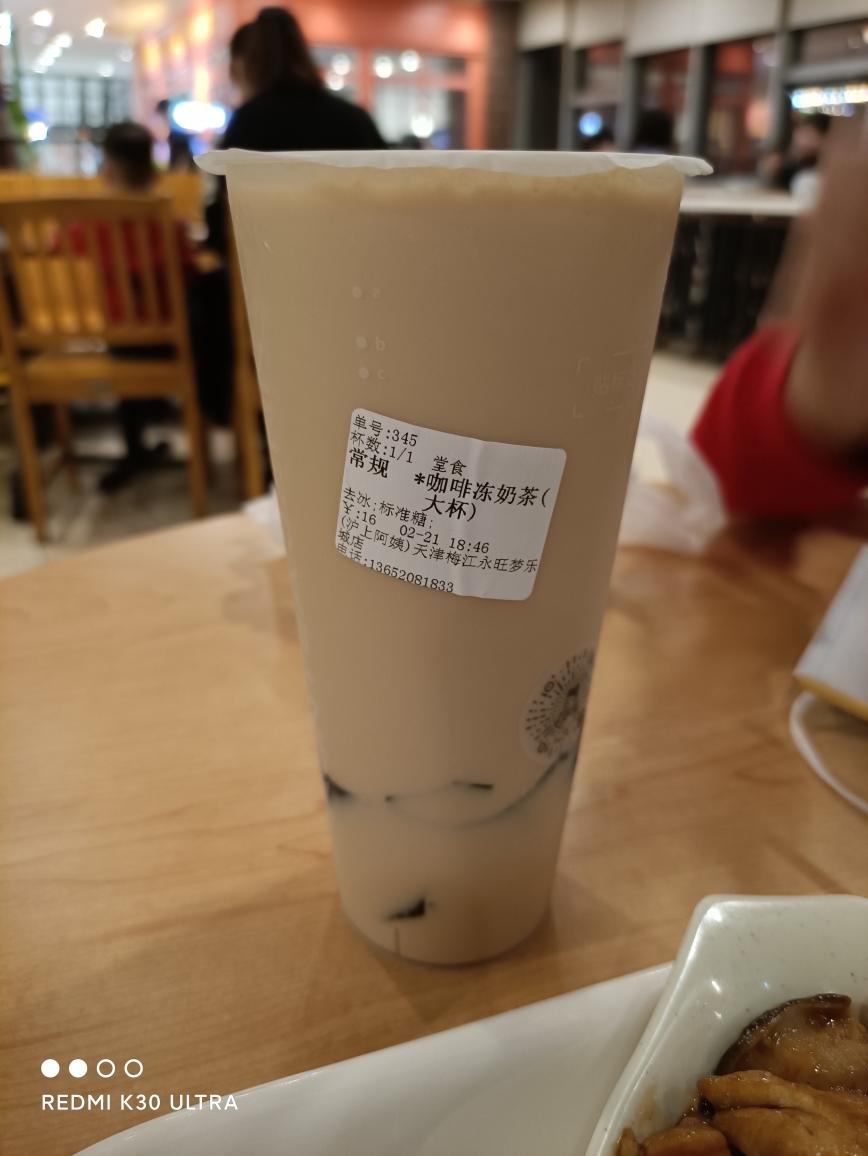 b
c
单号:345
杯数:1/1 堂食
常规 *咖啡冻奶茶(
大杯)
去冰;标准糖;
¥:16 02-21 18:46
(沪上阿姨)天津梅江永旺梦乐
城店
电话:13652081833
REDMI K30 ULTRA